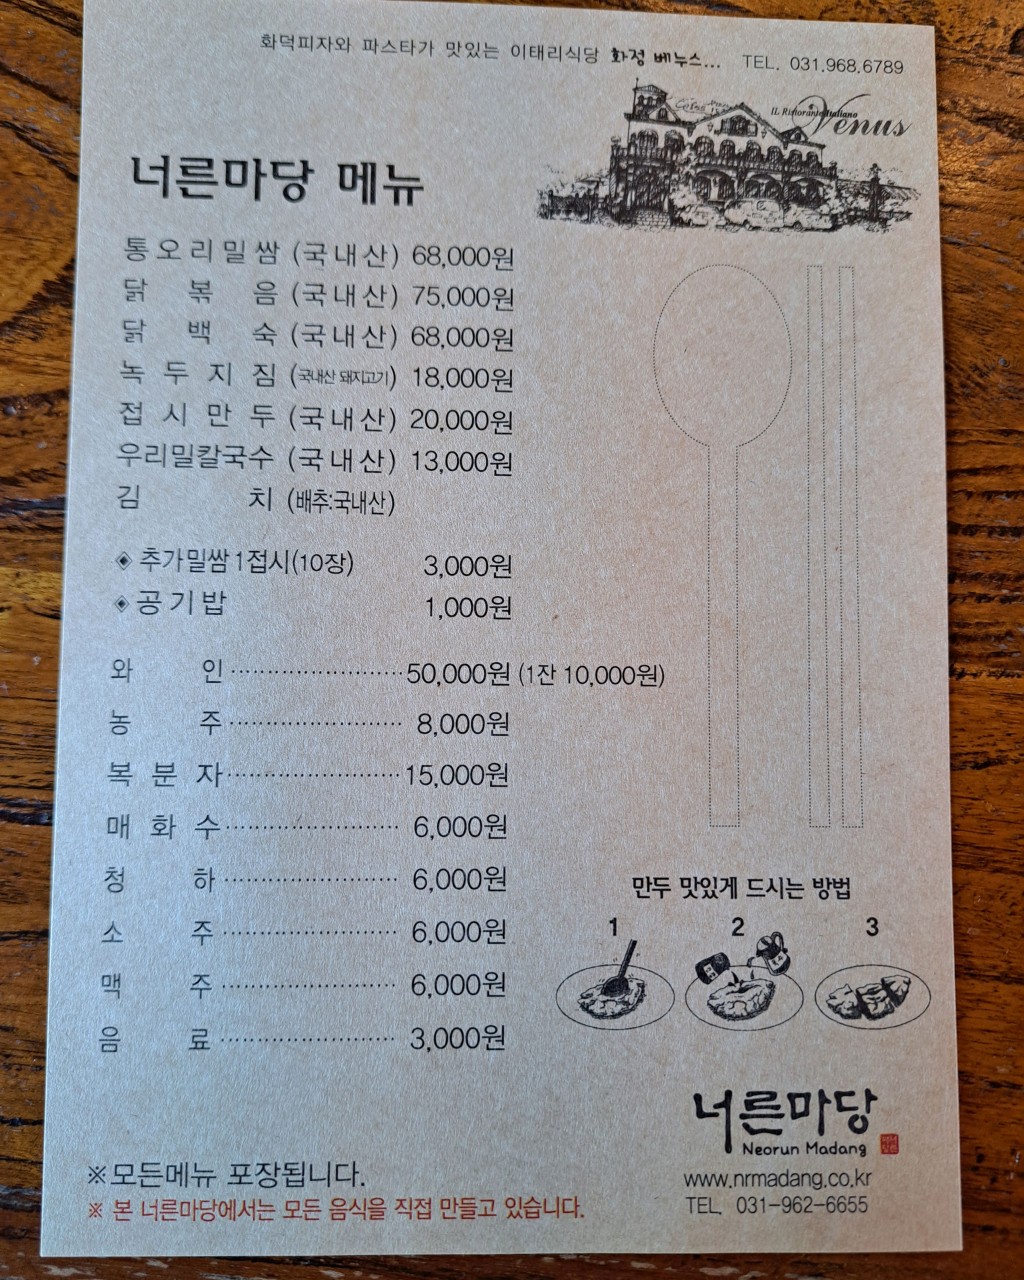 화덕피자와 파스타가 맛있는 이태리식당 화정 베누스... TEL. 031.968.6789
IL Ristorante Italiano
Venus
너른마당 메뉴
통오리밀쌈 (국내산) 68,000원
닭볶음 (국내산) 75,000원
닭백숙 (국내산) 68,000원
녹두지짐 (국내산 돼지고기) 18,000원
접시만두 (국내산) 20,000원
우리밀칼국수 (국내산) 13,000원
김치 (배추:국내산)
◈ 추가밀쌈1접시(10장) 3,000원
◈ 공기밥 1,000원
와인 50,000원 (1잔 10,000원)
농주 8,000원
복분자 15,000원
매화수 6,000원
청하 6,000원
소주 6,000원
맥주 6,000원
음료 3,000원
만두 맛있게 드시는 방법
1 2 3
너른마당
Neorun Madang
www.nrmadang.co.kr
TEL 031-962-6655
※모든메뉴 포장됩니다.
※ 본 너른마당에서는 모든 음식을 직접 만들고 있습니다.